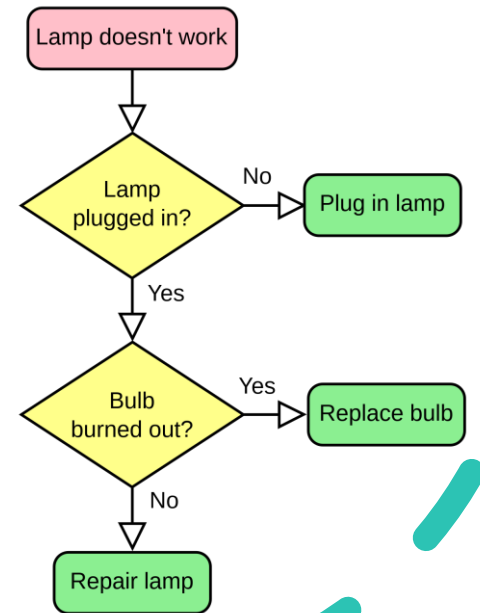 Lamp doesn't work
Lamp
plugged in?
No
Plug in lamp
Yes
Bulb
burned out?
Yes
Replace bulb
No
Repair lamp